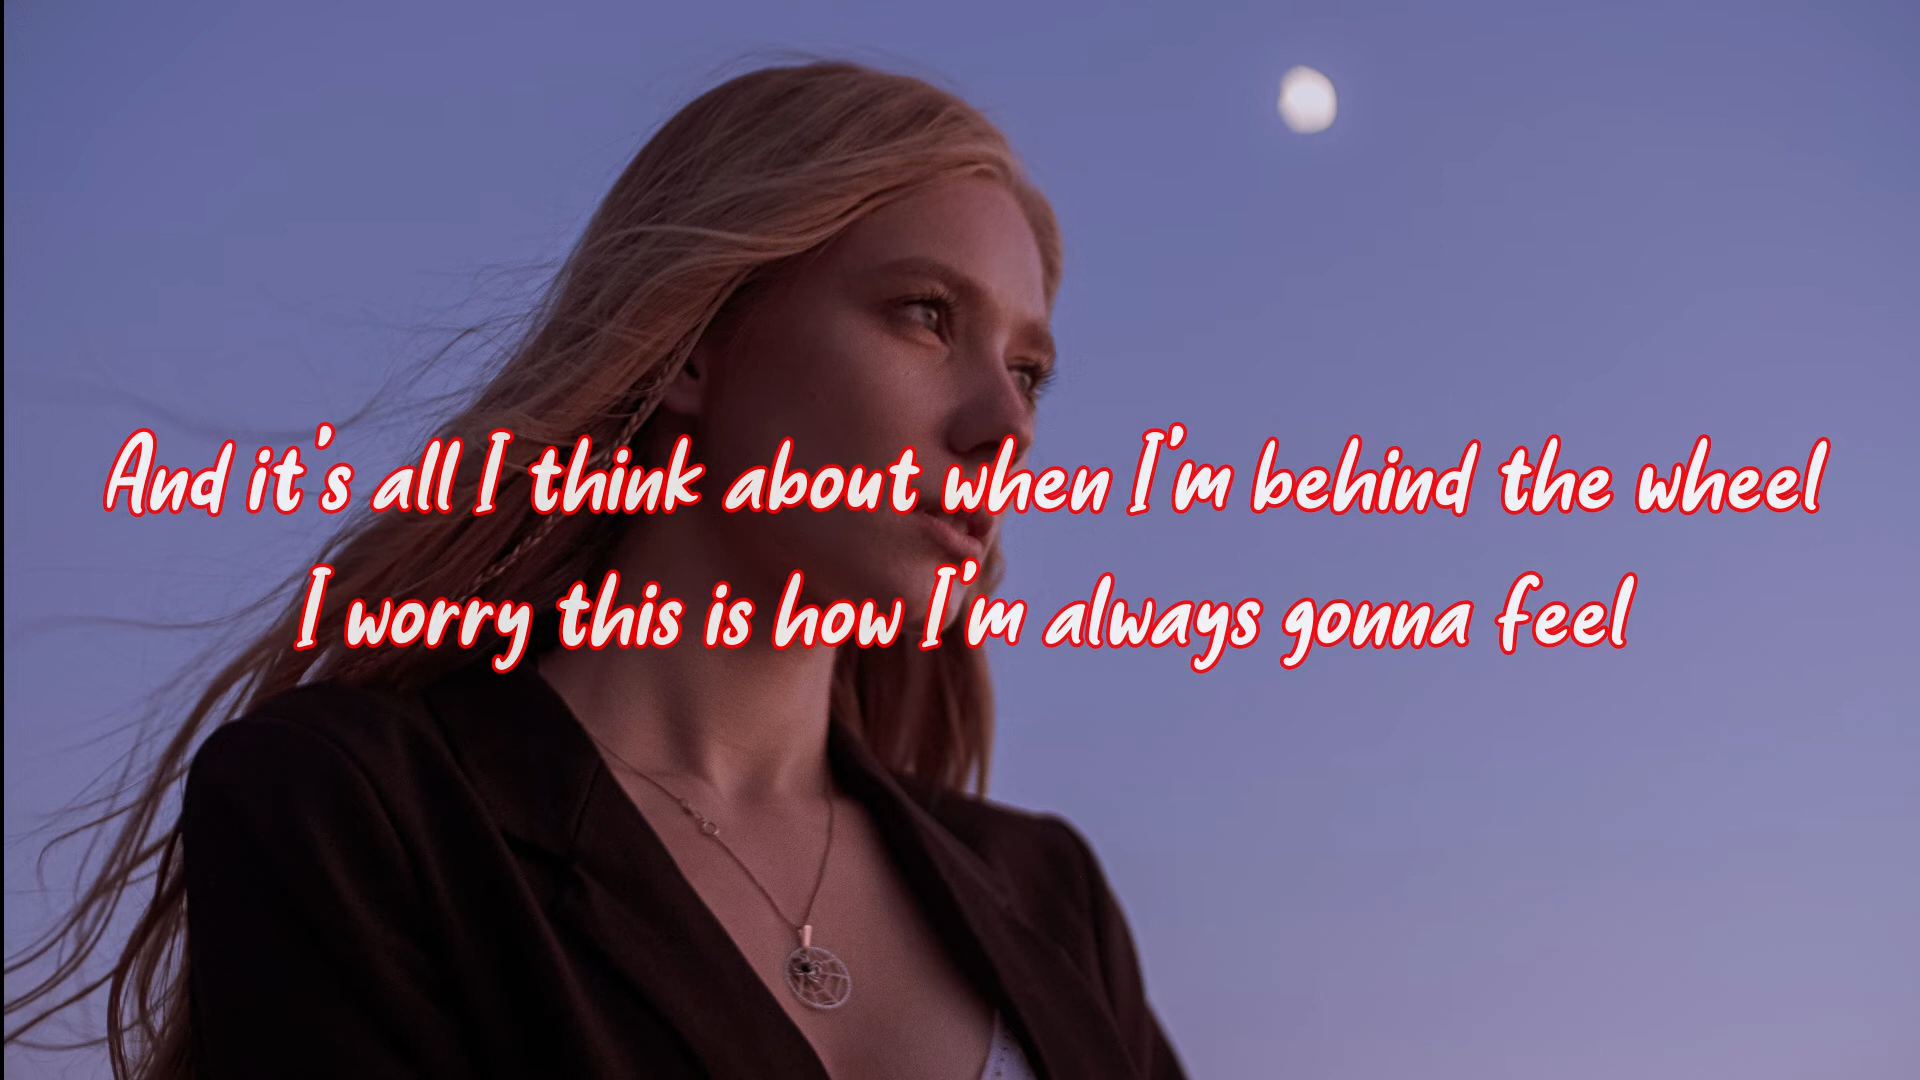 And it's all I think about when I'm behind the wheel
I worry this is how I'm always gonna feel